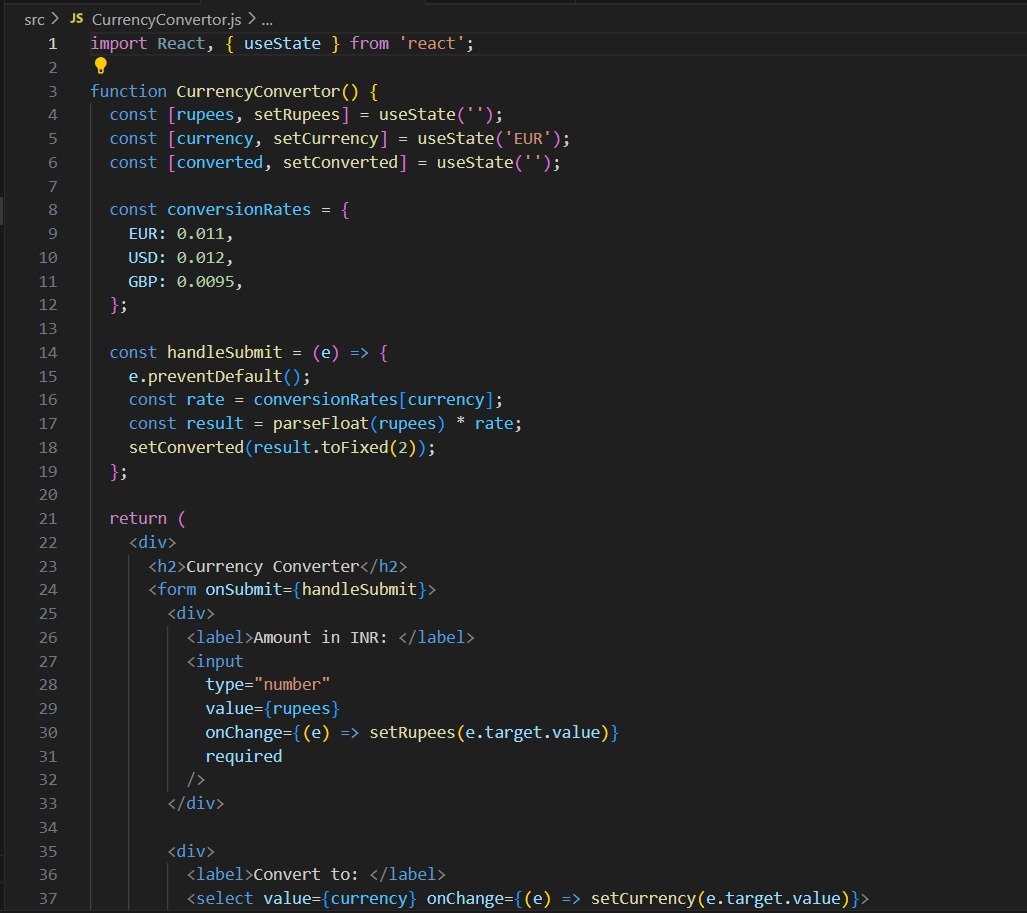 src > JS CurrencyConvertor.js > ...
1 import React, { useState } from 'react';
2
3 function CurrencyConvertor() {
4   const [rupees, setRupees] = useState('');
5   const [currency, setCurrency] = useState('EUR');
6   const [converted, setConverted] = useState('');
7
8   const conversionRates = {
9     EUR: 0.011,
10     USD: 0.012,
11     GBP: 0.0095,
12   };
13
14   const handleSubmit = (e) => {
15     e.preventDefault();
16     const rate = conversionRates[currency];
17     const result = parseFloat(rupees) * rate;
18     setConverted(result.toFixed(2));
19   };
20
21   return (
22     <div>
23       <h2>Currency Converter</h2>
24       <form onSubmit={handleSubmit}>
25         <div>
26           <label>Amount in INR: </label>
27           <input
28             type="number"
29             value={rupees}
30             onChange={(e) => setRupees(e.target.value)}
31             required
32           />
33         </div>
34
35         <div>
36           <label>Convert to: </label>
37           <select value={currency} onChange={(e) => setCurrency(e.target.value)}>